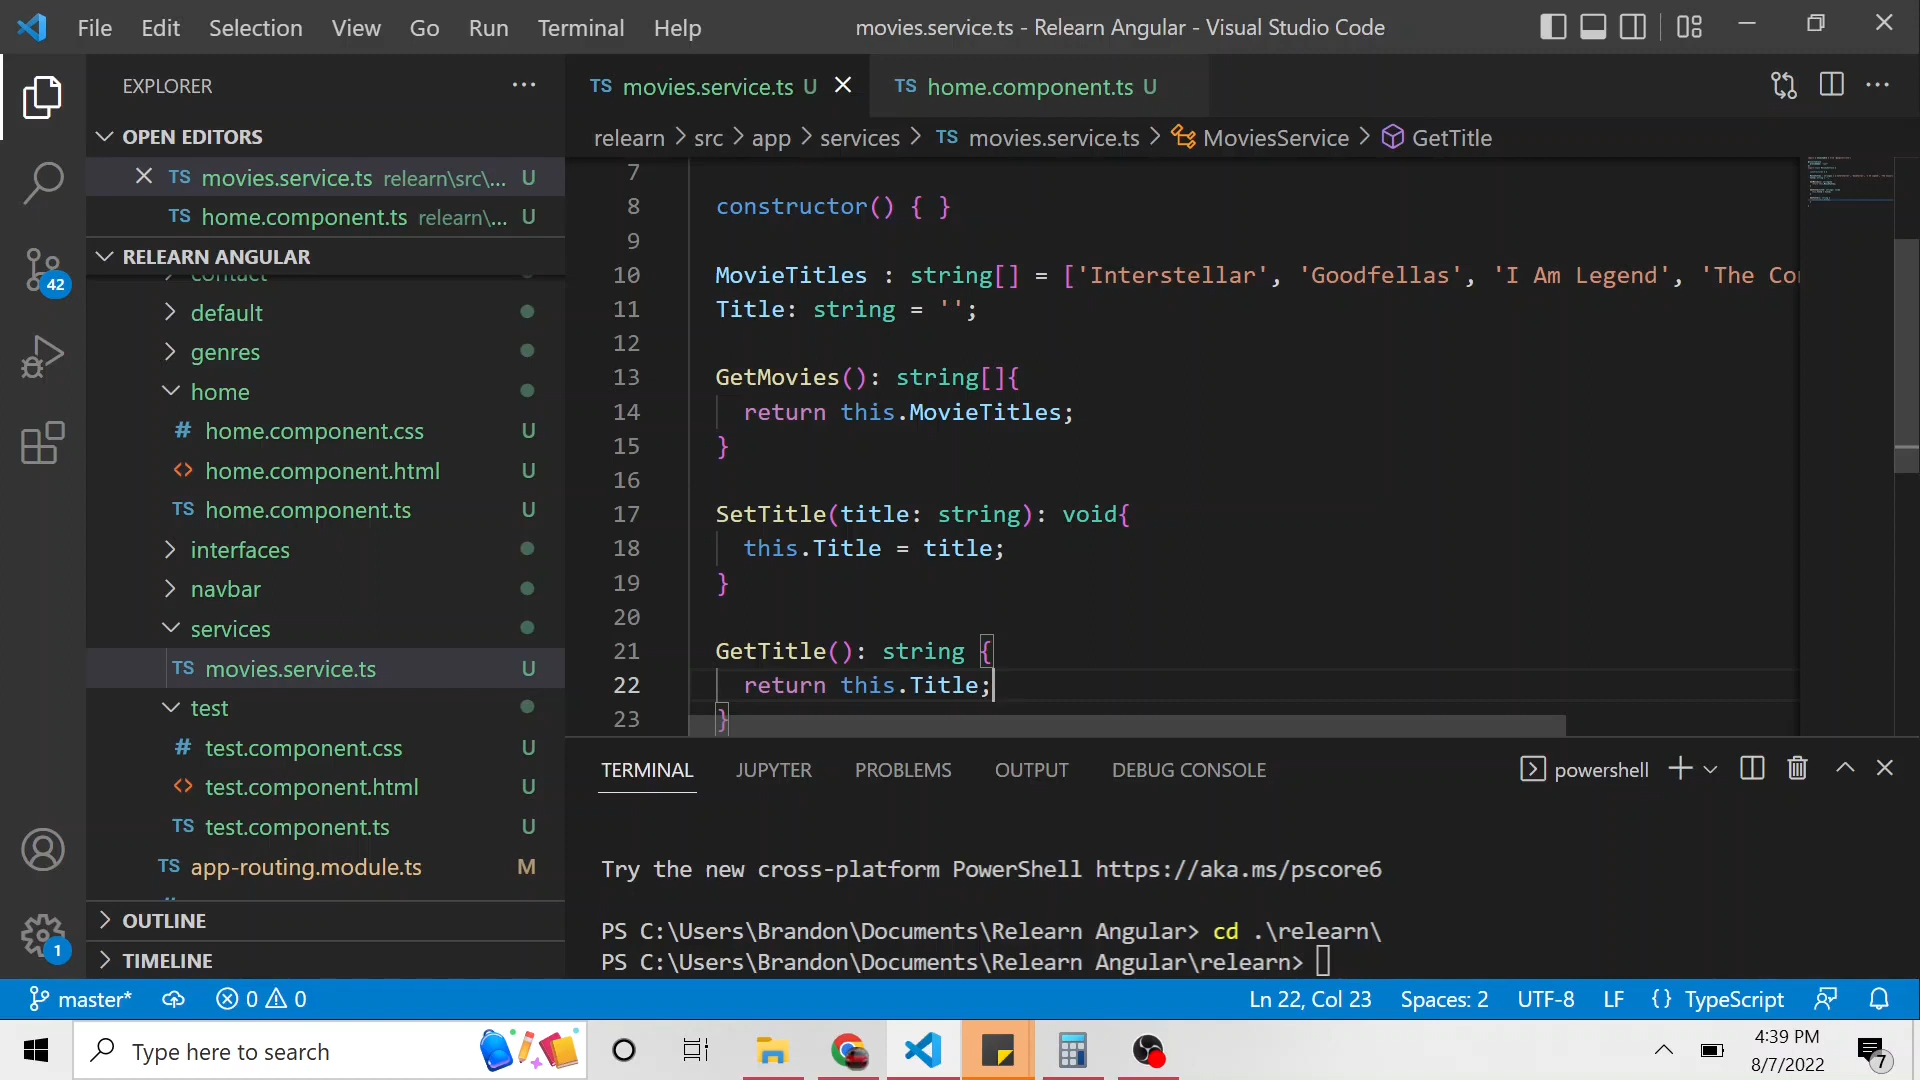 File Edit Selection View Go Run Terminal Help
movies.service.ts - Relearn Angular - Visual Studio Code
EXPLORER
OPEN EDITORS
TS movies.service.ts relearn\src\... U
TS home.component.ts relearn\... U
RELEARN ANGULAR
contact
default
genres
home
# home.component.css U
<> home.component.html U
TS home.component.ts U
interfaces
navbar
services
TS movies.service.ts U
test
# test.component.css U
<> test.component.html U
TS test.component.ts U
TS app-routing.module.ts M
OUTLINE
TIMELINE
42
1
TS movies.service.ts U
TS home.component.ts U
relearn > src > app > services > TS movies.service.ts > MoviesService > GetTitle
7
8 constructor() { }
9
10 MovieTitles : string[] = ['Interstellar', 'Goodfellas', 'I Am Legend', 'The Co
11 Title: string = '';
12
13 GetMovies(): string[]{
14 return this.MovieTitles;
15 }
16
17 SetTitle(title: string): void{
18 this.Title = title;
19 }
20
21 GetTitle(): string {
22 return this.Title;
23 }
TERMINAL JUPYTER PROBLEMS OUTPUT DEBUG CONSOLE
powershell
Try the new cross-platform PowerShell https://aka.ms/pscore6
PS C:\Users\Brandon\Documents\Relearn Angular> cd .\relearn\
PS C:\Users\Brandon\Documents\Relearn Angular\relearn>
master* 0 0
Ln 22, Col 23 Spaces: 2 UTF-8 LF {} TypeScript
Type here to search
4:39 PM
8/7/2022
7